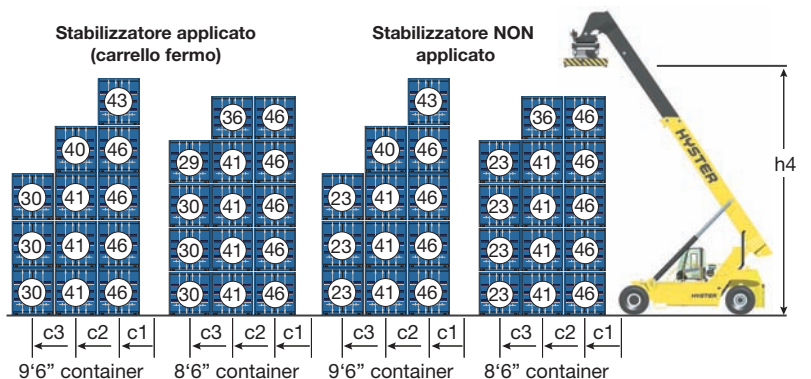 Stabilizzatore applicato
(carrello fermo)
Stabilizzatore NON
applicato
43
36 46
43
36 46
40 46
29 41 46
40 46
23 41 46
30 41 46
30 41 46
23 41 46
23 41 46
30 41 46
30 41 46
23 41 46
23 41 46
30 41 46
30 41 46
23 41 46
23 41 46
HYSTER
HYSTER
HYSTER
h4
c3 c2 c1
c3 c2 c1
c3 c2 c1
c3 c2 c1
9‘6” container
8‘6” container
9‘6” container
8‘6” container